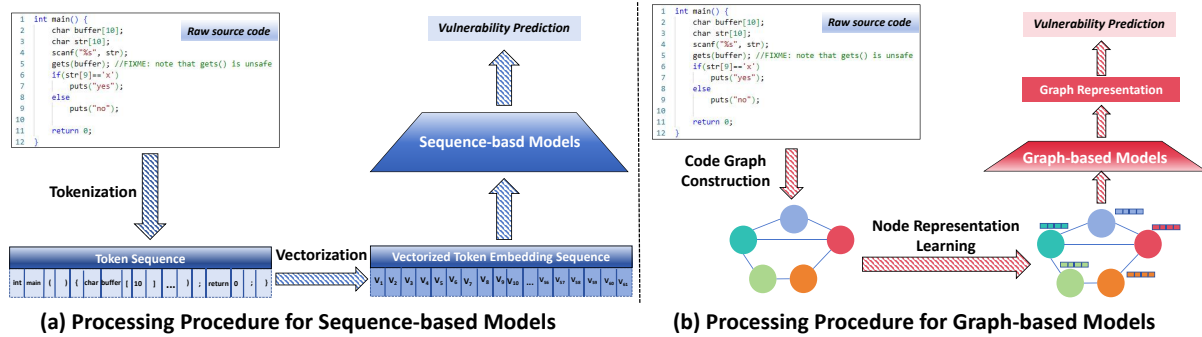 1 int main() {
2 char buffer[10];
3 char str[10];
4 scanf("%s", str);
5 gets(buffer); //FIXME: note that gets() is unsafe
6 if(str[9]=='x')
7 puts("yes");
8 else
9 puts("no");
10
11 return 0;
12 }
Raw source code
Tokenization
Token Sequence
int main ( ) { char buffer [ 10 ] ... ) ; return 0 ; }
Vectorization
Vulnerability Prediction
Sequence-basd Models
Vectorized Token Embedding Sequence
V1 V2 V3 V4 V5 V6 V7 V8 V9 V10 ... V56 V57 V58 V59 V60 V61
(a) Processing Procedure for Sequence-based Models
1 int main() {
2 char buffer[10];
3 char str[10];
4 scanf("%s", str);
5 gets(buffer); //FIXME: note that gets() is unsafe
6 if(str[9]=='x')
7 puts("yes");
8 else
9 puts("no");
10
11 return 0;
12 }
Raw source code
Code Graph
Construction
Node Representation
Learning
Vulnerability Prediction
Graph Representation
Graph-based Models
(b) Processing Procedure for Graph-based Models